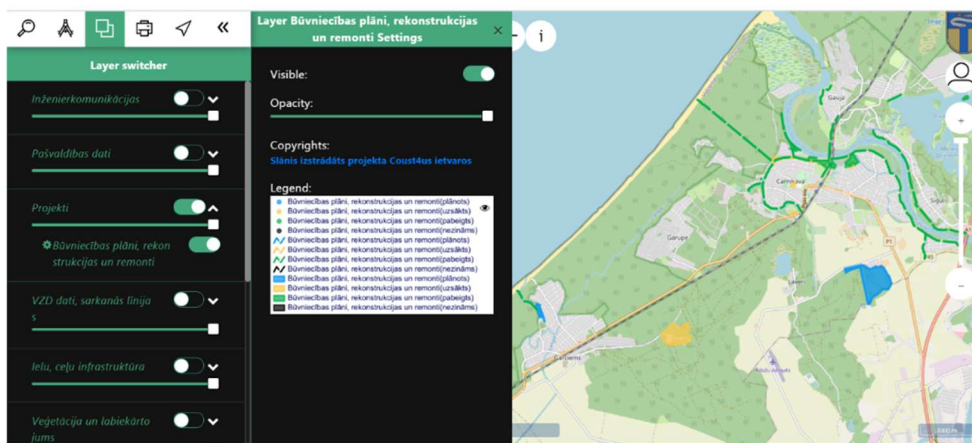 Layer switcher
Inženierkomunikācijas
Pašvaldības dati
Projekti
Būvniecības plāni, rekon
strukcijas un remonti
VZD dati, sarkanās līnija
s
Ielu, ceļu infrastruktūra
Veģetācija un labiekārto
jums
Layer Būvniecības plāni, rekonstrukcijas
un remonti Settings
×
Visible:
Opacity:
Copyrights:
Slānis izstrādāts projekta Coust4us ietvaros
Legend:
Būvniecības plāni, rekonstrukcijas un remonti(plānots)
Būvniecības plāni, rekonstrukcijas un remonti(uzsākts)
Būvniecības plāni, rekonstrukcijas un remonti(pabeigts)
Būvniecības plāni, rekonstrukcijas un remonti(nezināms)
Būvniecības plāni, rekonstrukcijas un remonti(plānots)
Būvniecības plāni, rekonstrukcijas un remonti(uzsākts)
Būvniecības plāni, rekonstrukcijas un remonti(pabeigts)
Būvniecības plāni, rekonstrukcijas un remonti(nezināms)
Būvniecības plāni, rekonstrukcijas un remonti(plānots)
Būvniecības plāni, rekonstrukcijas un remonti(uzsākts)
Būvniecības plāni, rekonstrukcijas un remonti(pabeigts)
Būvniecības plāni, rekonstrukcijas un remonti(nezināms)
i
Gauja
Carnikava
Garupe
P1
Garciems
+
−